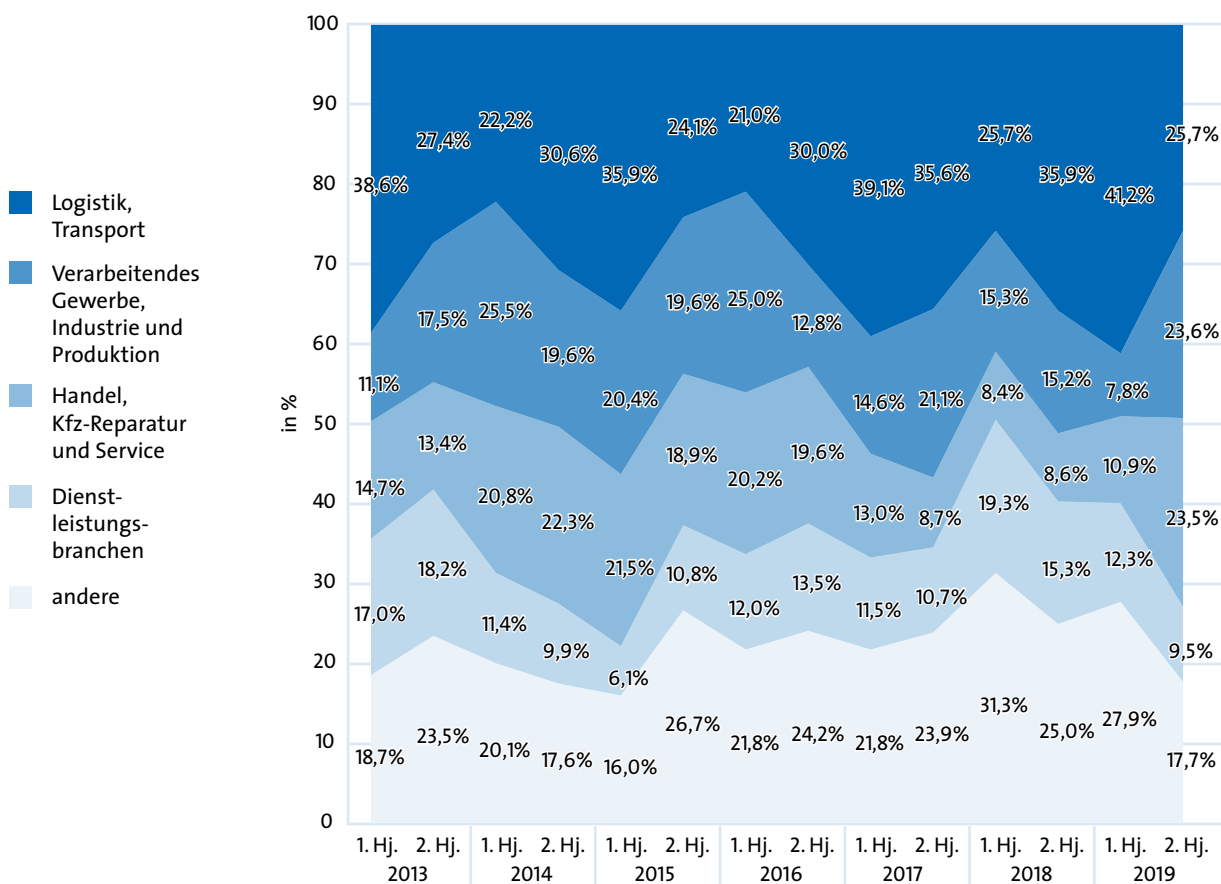 Logistik,
Transport
Verarbeitendes
Gewerbe,
Industrie und
Produktion
Handel,
Kfz-Reparatur
und Service
Dienst-
leistungs-
branchen
andere
in %
100
90
80
70
60
50
40
30
20
10
0
38,6% 27,4% 22,2% 30,6% 35,9% 24,1% 21,0% 30,0% 39,1% 35,6% 25,7% 35,9% 41,2% 25,7%
11,1% 17,5% 25,5% 19,6% 20,4% 19,6% 25,0% 12,8% 14,6% 21,1% 15,3% 15,2% 7,8% 23,6%
14,7% 13,4% 20,8% 22,3% 21,5% 18,9% 20,2% 19,6% 13,0% 8,7% 8,4% 8,6% 10,9% 23,5%
17,0% 18,2% 11,4% 9,9% 6,1% 10,8% 12,0% 13,5% 11,5% 10,7% 19,3% 15,3% 12,3% 9,5%
18,7% 23,5% 20,1% 17,6% 16,0% 26,7% 21,8% 24,2% 21,8% 23,9% 31,3% 25,0% 27,9% 17,7%
1. Hj. 2. Hj. 1. Hj. 2. Hj. 1. Hj. 2. Hj. 1. Hj. 2. Hj. 1. Hj. 2. Hj. 1. Hj. 2. Hj. 1. Hj. 2. Hj.
2013 2014 2015 2016 2017 2018 2019